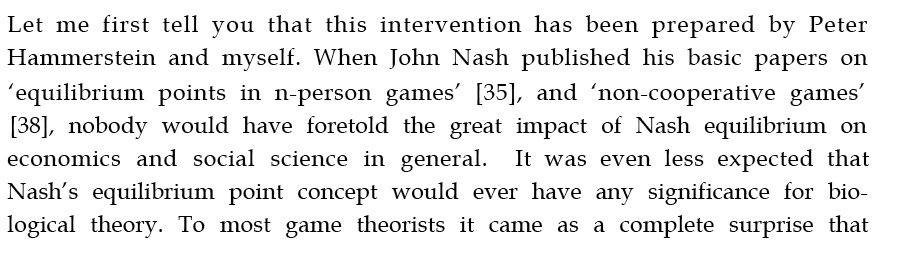 Let me first tell you that this intervention has been prepared by Peter
Hammerstein and myself. When John Nash published his basic papers on
‘equilibrium points in n-person games’ [35], and ‘non-cooperative games’
[38], nobody would have foretold the great impact of Nash equilibrium on
economics and social science in general. It was even less expected that
Nash’s equilibrium point concept would ever have any significance for bio-
logical theory. To most game theorists it came as a complete surprise that